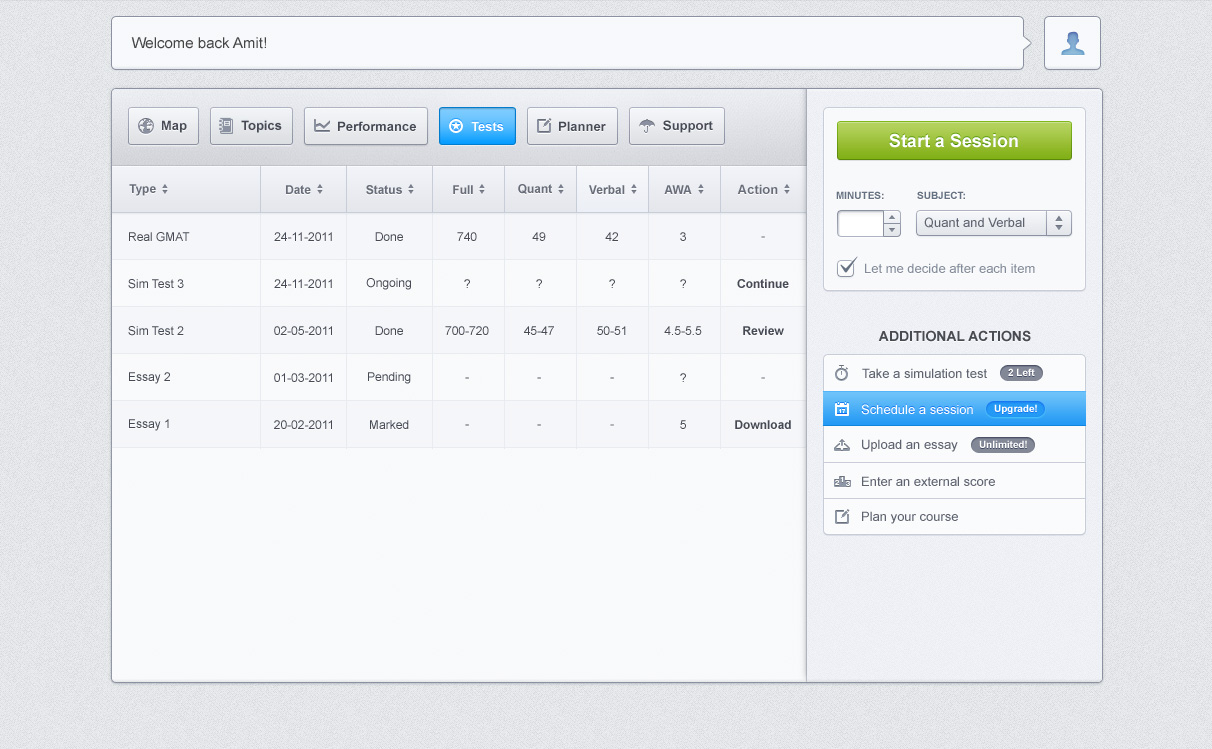 Welcome back Amit!
Map Topics Performance Tests Planner Support
Type Date Status Full Quant Verbal AWA Action
Real GMAT 24-11-2011 Done 740 49 42 3 -
Sim Test 3 24-11-2011 Ongoing ? ? ? ? Continue
Sim Test 2 02-05-2011 Done 700-720 45-47 50-51 4.5-5.5 Review
Essay 2 01-03-2011 Pending - - - ? -
Essay 1 20-02-2011 Marked - - - 5 Download
Start a Session
MINUTES: SUBJECT:
Quant and Verbal
Let me decide after each item
ADDITIONAL ACTIONS
Take a simulation test 2 Left
Schedule a session Upgrade!
Upload an essay Unlimited!
Enter an external score
Plan your course